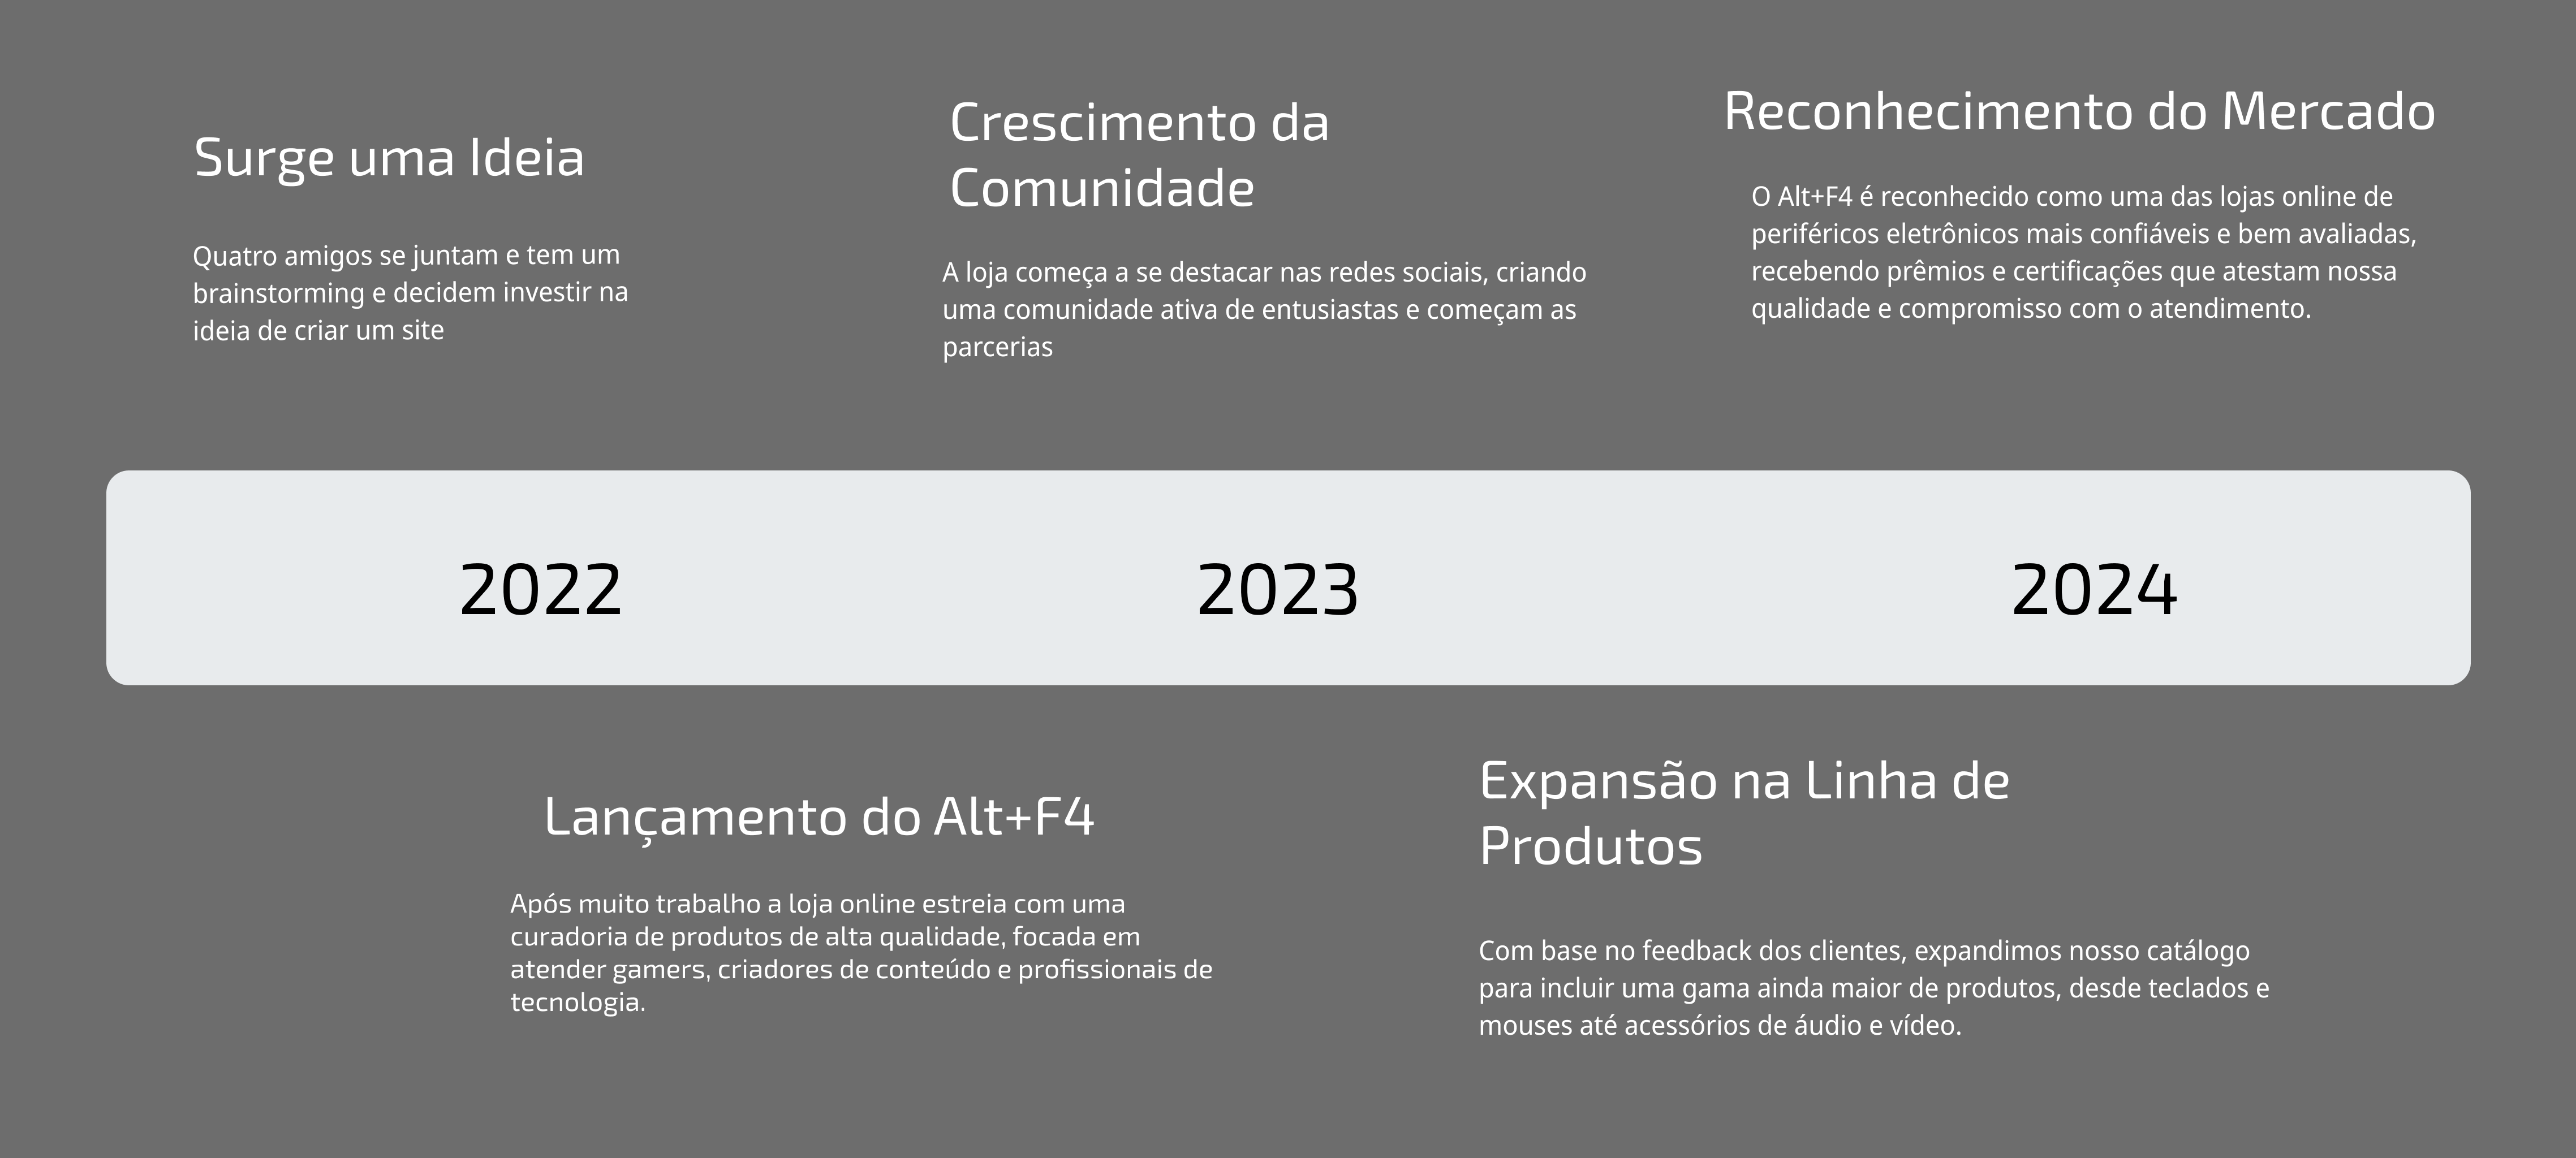 Surge uma Ideia
Quatro amigos se juntam e tem um
brainstorming e decidem investir na
ideia de criar um site
Crescimento da
Comunidade
A loja começa a se destacar nas redes sociais, criando
uma comunidade ativa de entusiastas e começam as
parcerias
Reconhecimento do Mercado
O Alt+F4 é reconhecido como uma das lojas online de
periféricos eletrônicos mais confiáveis e bem avaliadas,
recebendo prêmios e certificações que atestam nossa
qualidade e compromisso com o atendimento.
2022
2023
2024
Lançamento do Alt+F4
Após muito trabalho a loja online estreia com uma
curadoria de produtos de alta qualidade, focada em
atender gamers, criadores de conteúdo e profissionais de
tecnologia.
Expansão na Linha de
Produtos
Com base no feedback dos clientes, expandimos nosso catálogo
para incluir uma gama ainda maior de produtos, desde teclados e
mouses até acessórios de áudio e vídeo.